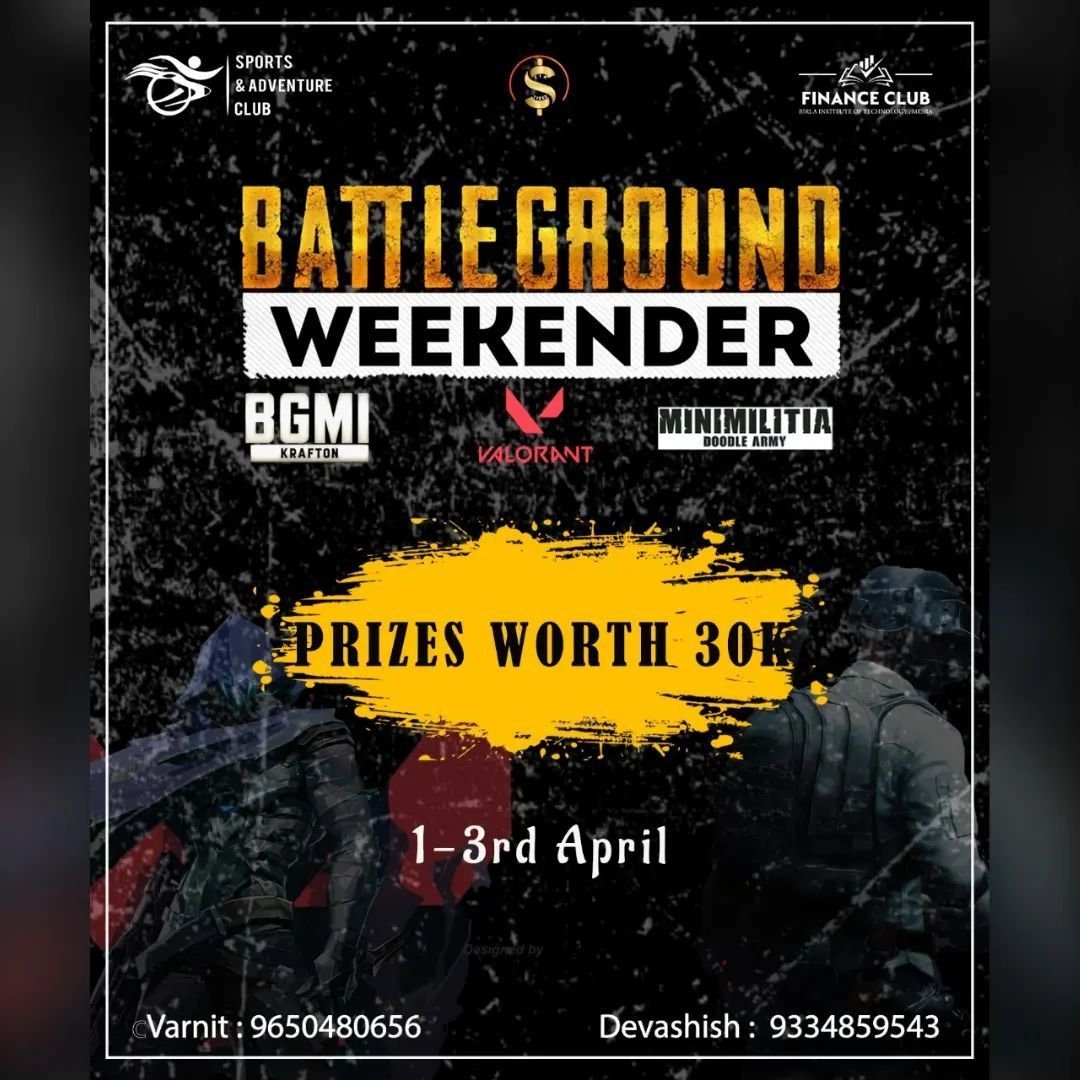 SPORTS
& ADVENTURE
CLUB
FINANCE CLUB
BIRLA INSTITUTE OF TECHNOLOGY-MESRA
BATTLEGROUND
WEEKENDER
BGMI
KRAFTON
VALORANT
MINIMILITIA
DOODLE ARMY
PRIZES WORTH 30K
1-3rd April
Designed by
Varnit : 9650480656
Devashish : 9334859543